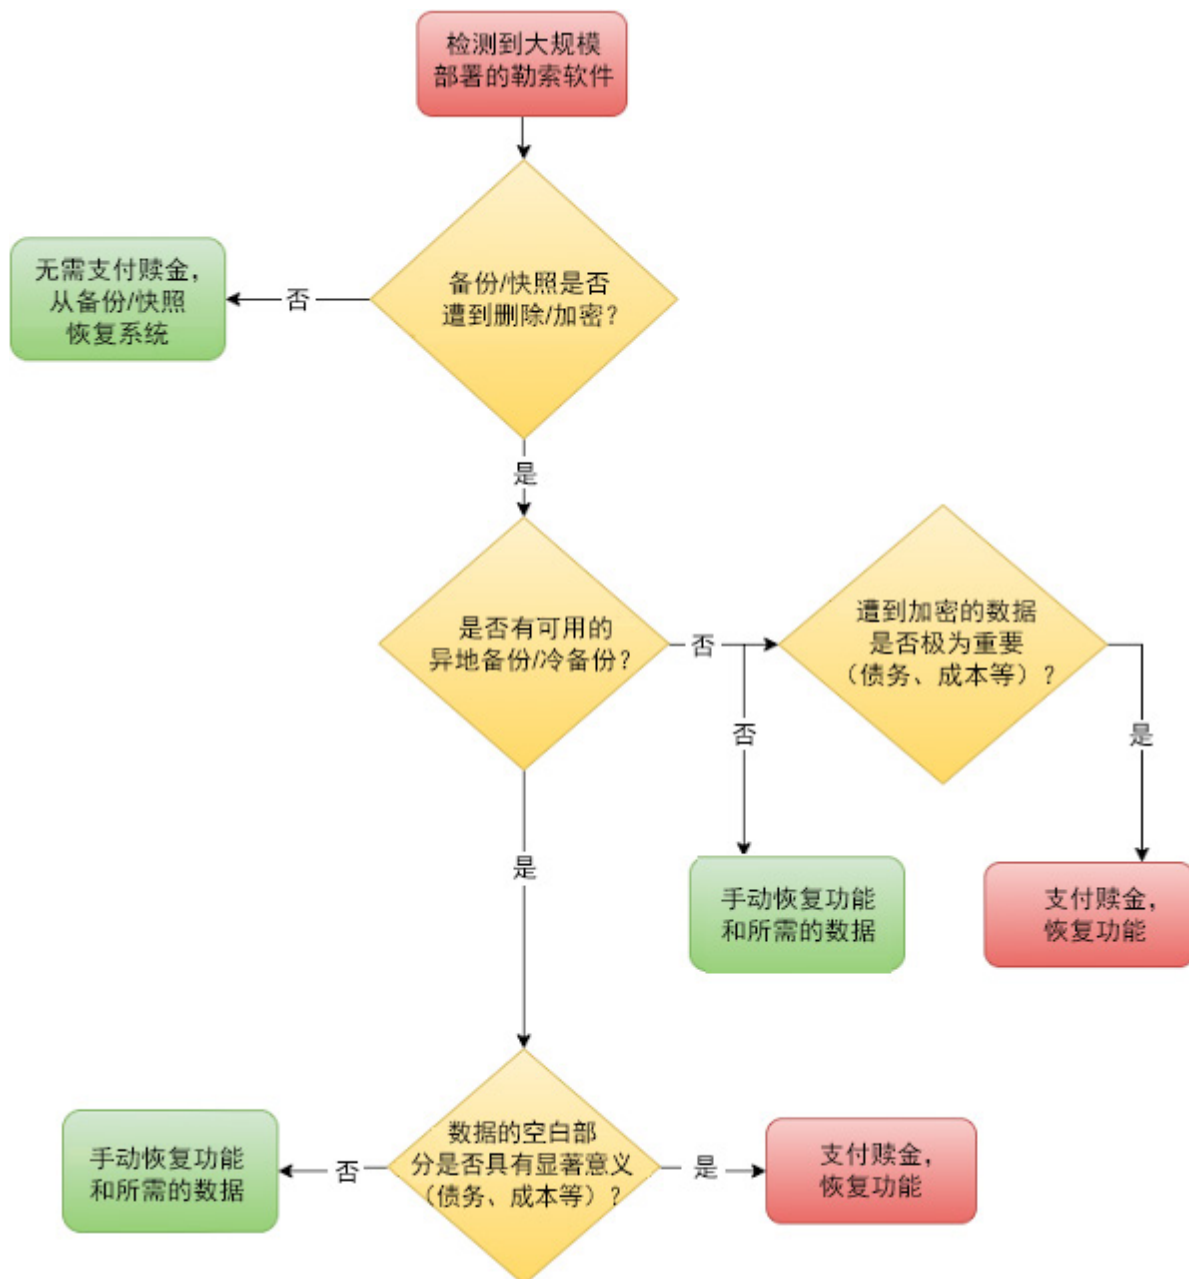 检测到大规模
部署的勒索软件
备份/快照是否
遭到删除/加密？
否
无需支付赎金，
从备份/快照
恢复系统
是
是否有可用的
异地备份/冷备份？
否
遭到加密的数据
是否极为重要
（债务、成本等）？
否
是
手动恢复功能
和所需的数据
支付赎金，
恢复功能
是
数据的空白部
分是否具有显著意义
（债务、成本等）？
否
手动恢复功能
和所需的数据
是
支付赎金，
恢复功能